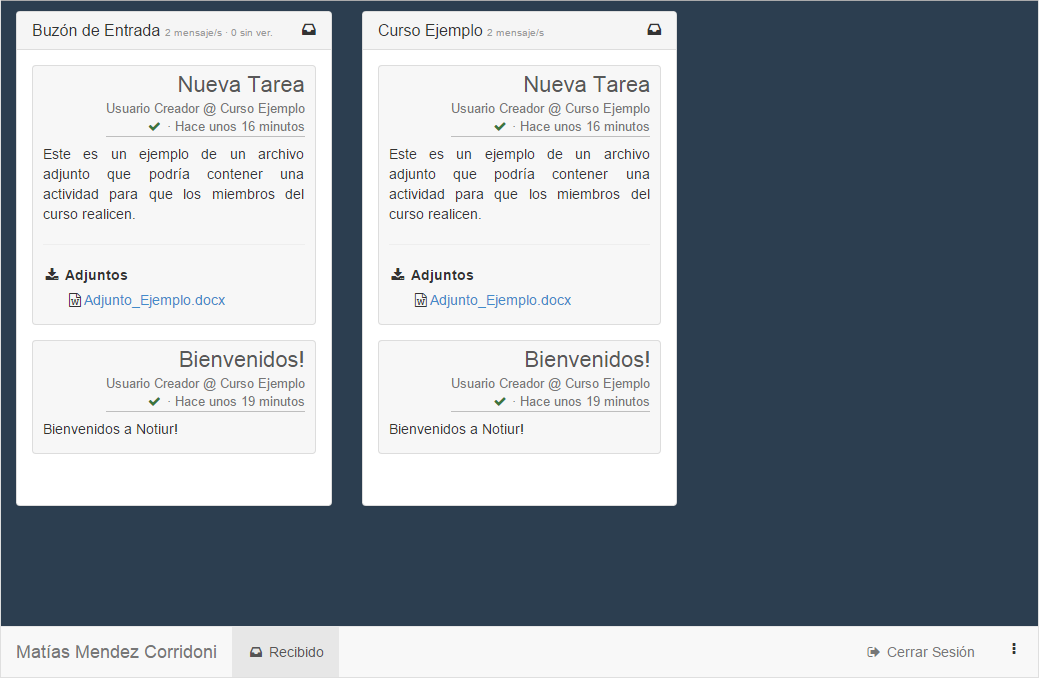 Buzón de Entrada 2 mensaje/s · 0 sin ver.
Nueva Tarea
Usuario Creador @ Curso Ejemplo
· Hace unos 16 minutos
Este es un ejemplo de un archivo
adjunto que podría contener una
actividad para que los miembros del
curso realicen.
Adjuntos
Adjunto_Ejemplo.docx
Bienvenidos!
Usuario Creador @ Curso Ejemplo
· Hace unos 19 minutos
Bienvenidos a Notiur!
Curso Ejemplo 2 mensaje/s
Nueva Tarea
Usuario Creador @ Curso Ejemplo
· Hace unos 16 minutos
Este es un ejemplo de un archivo
adjunto que podría contener una
actividad para que los miembros del
curso realicen.
Adjuntos
Adjunto_Ejemplo.docx
Bienvenidos!
Usuario Creador @ Curso Ejemplo
· Hace unos 19 minutos
Bienvenidos a Notiur!
Matías Mendez Corridoni
Recibido
Cerrar Sesión